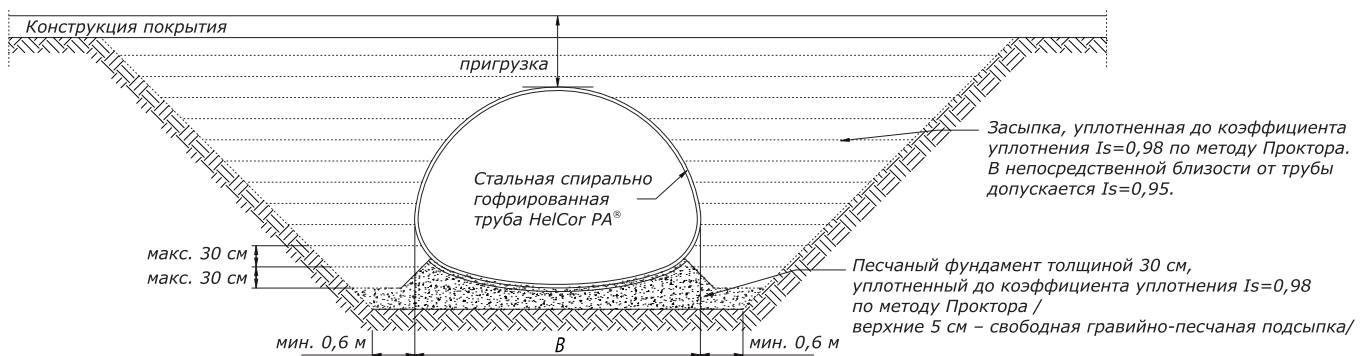 Конструкция покрытия
пригрузка
Засыпка, уплотненная до коэффициента
уплотнения Is=0,98 по методу Проктора.
В непосредственной близости от трубы
допускается Is=0,95.
Стальная спирально
гофрированная
труба HelCor PA®
макс. 30 см
макс. 30 см
Песчаный фундамент толщиной 30 см,
уплотненный до коэффициента уплотнения Is=0,98
по методу Проктора /
верхние 5 см – свободная гравийно-песчаная подсыпка/
мин. 0,6 м
B
мин. 0,6 м